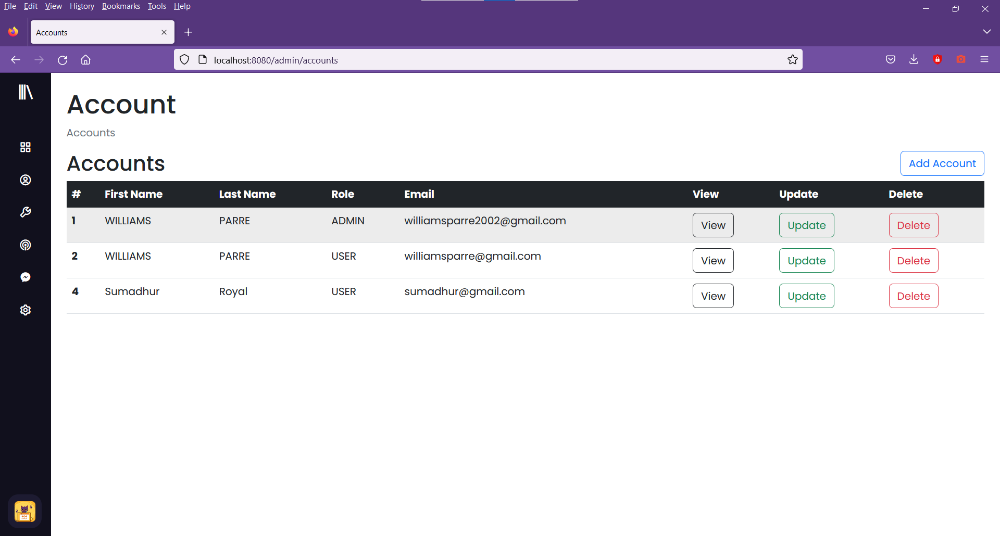 File Edit View History Bookmarks Tools Help
Accounts
localhost:8080/admin/accounts
Account
Accounts
Accounts
Add Account
# First Name Last Name Role Email View Update Delete
1 WILLIAMS PARRE ADMIN williamsparre2002@gmail.com View Update Delete
2 WILLIAMS PARRE USER williamsparre@gmail.com View Update Delete
4 Sumadhur Royal USER sumadhur@gmail.com View Update Delete
404